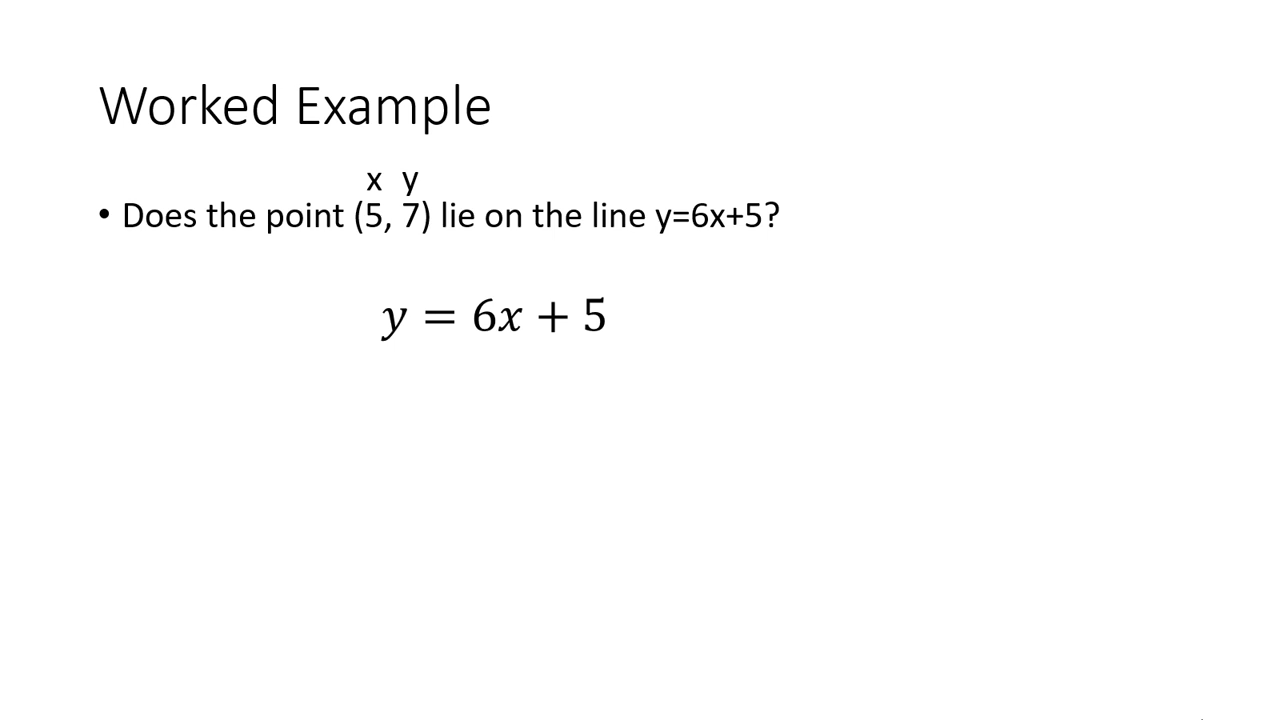 Worked Example
x y
• Does the point (5, 7) lie on the line y=6x+5?
y = 6x + 5